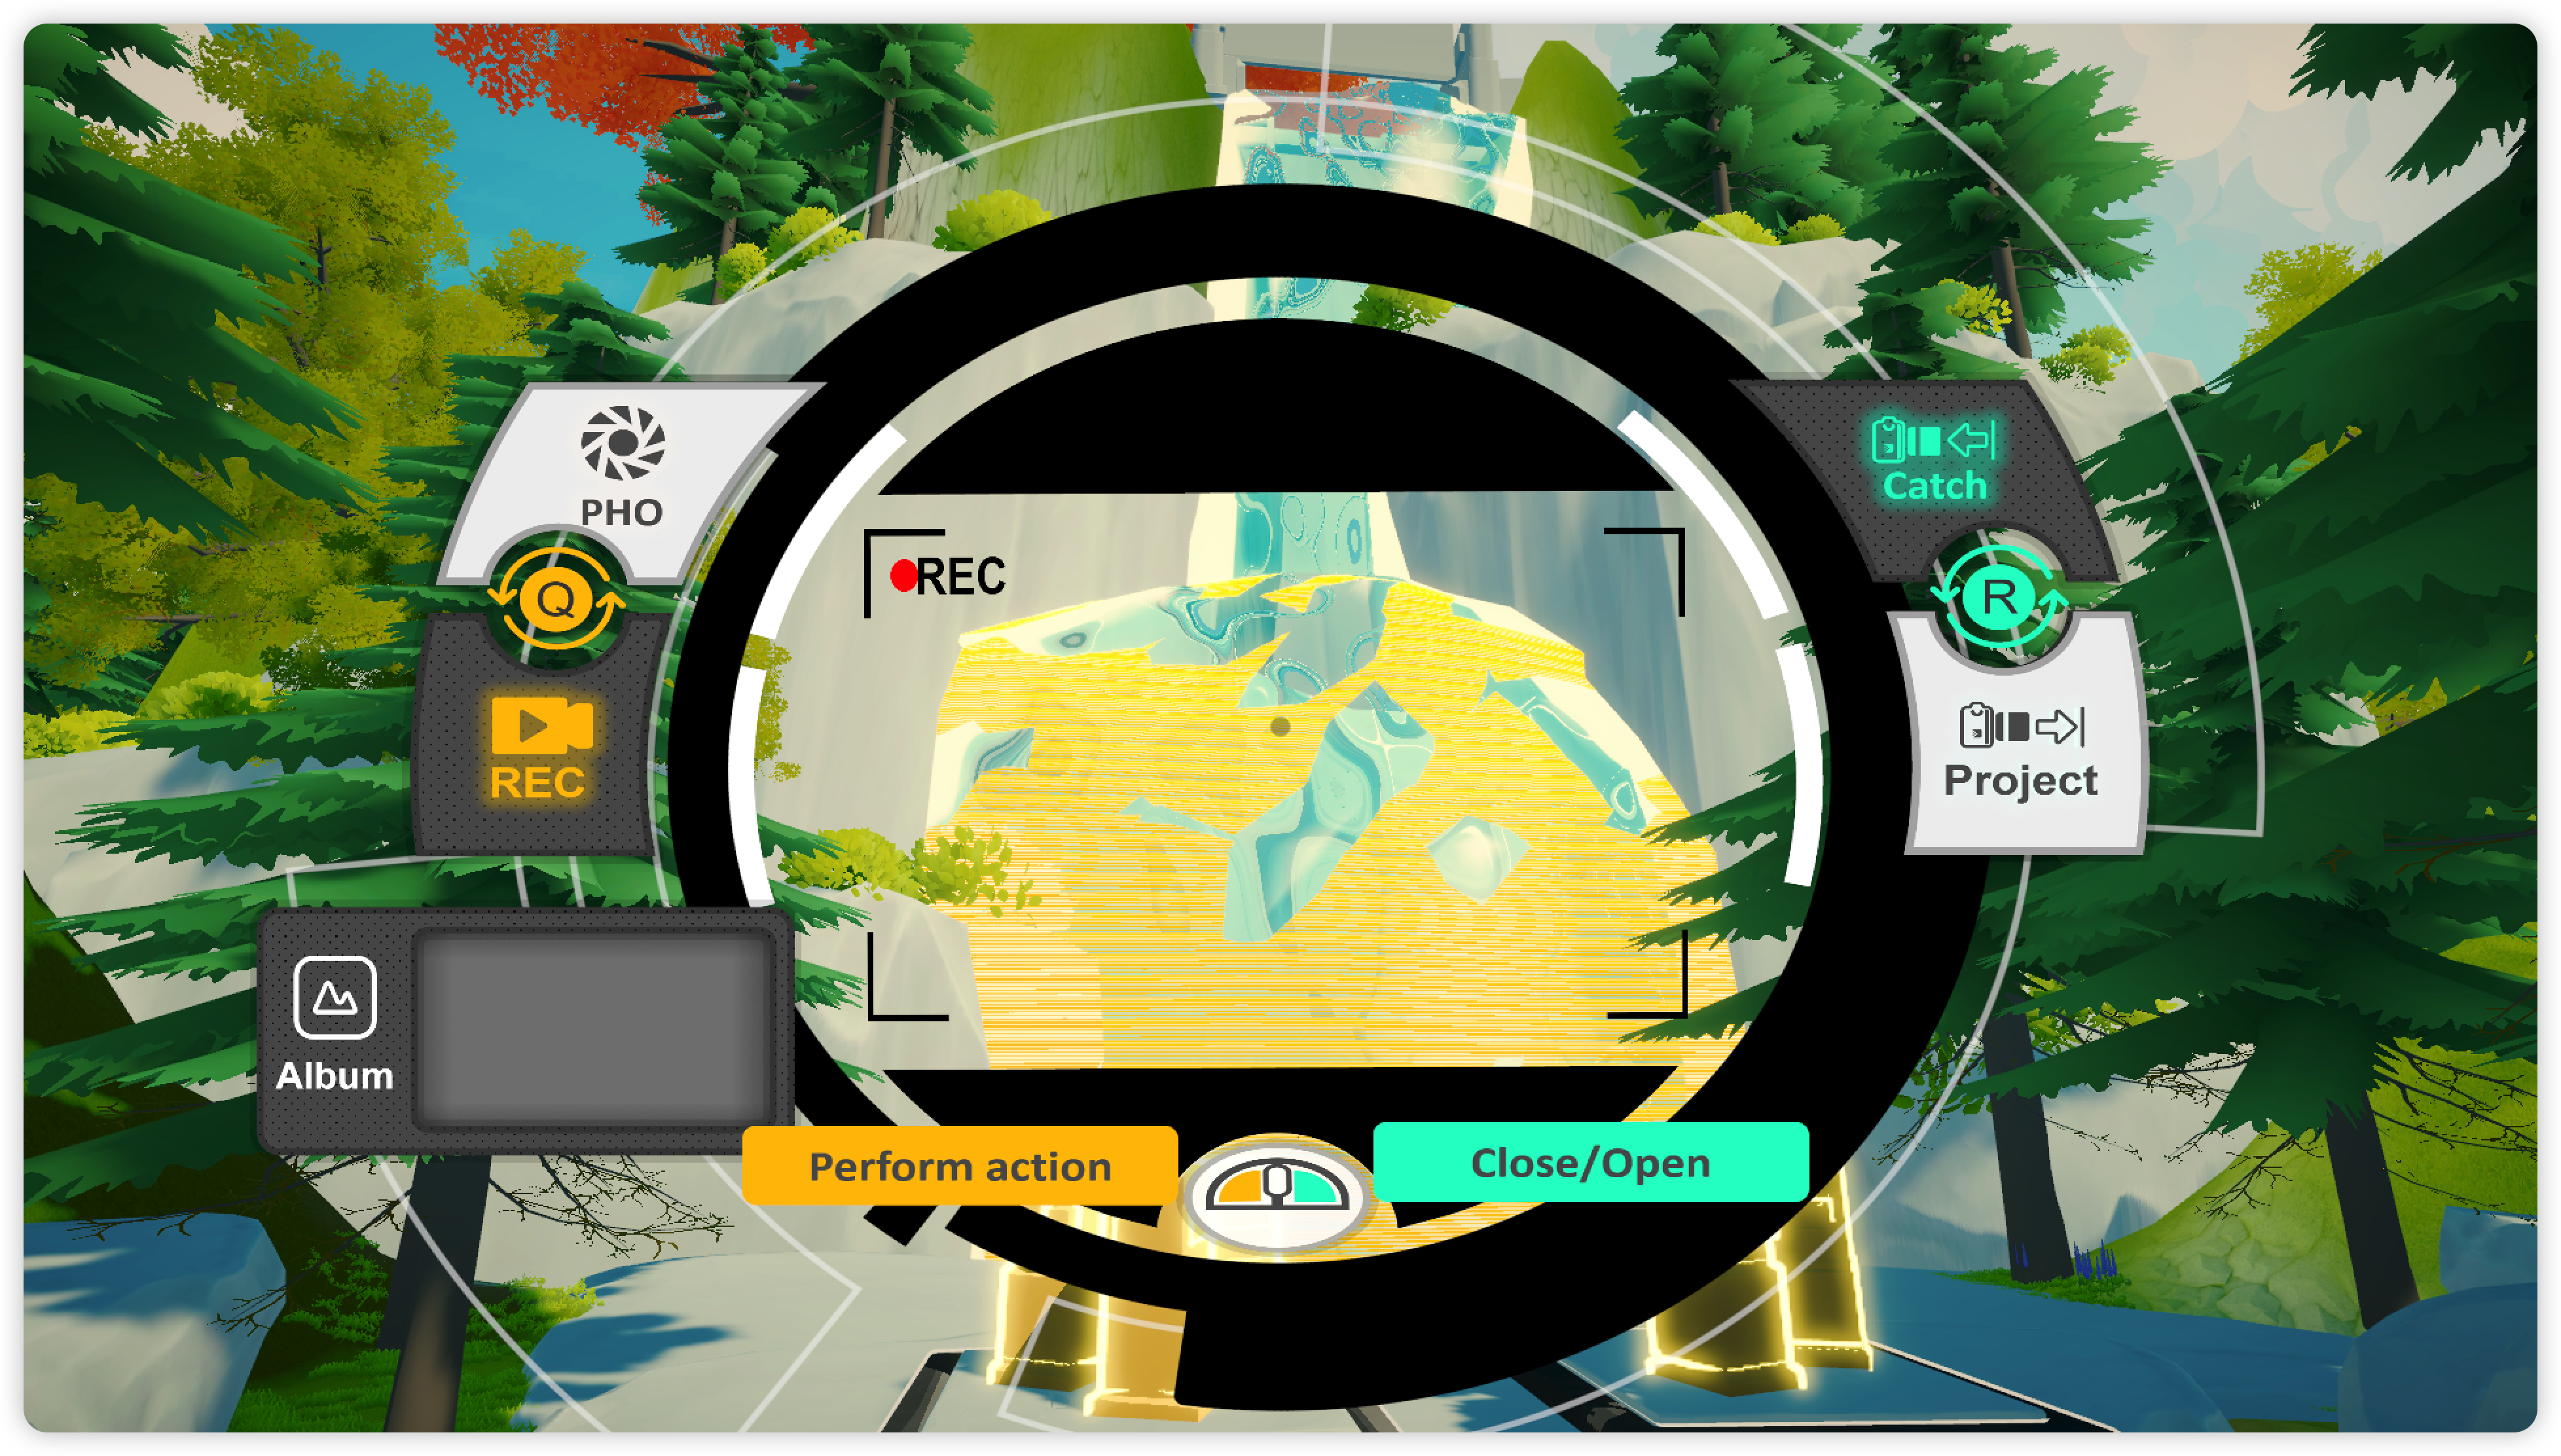 PHO
Q
REC
Album
REC
Catch
R
Project
Perform action
Close/Open